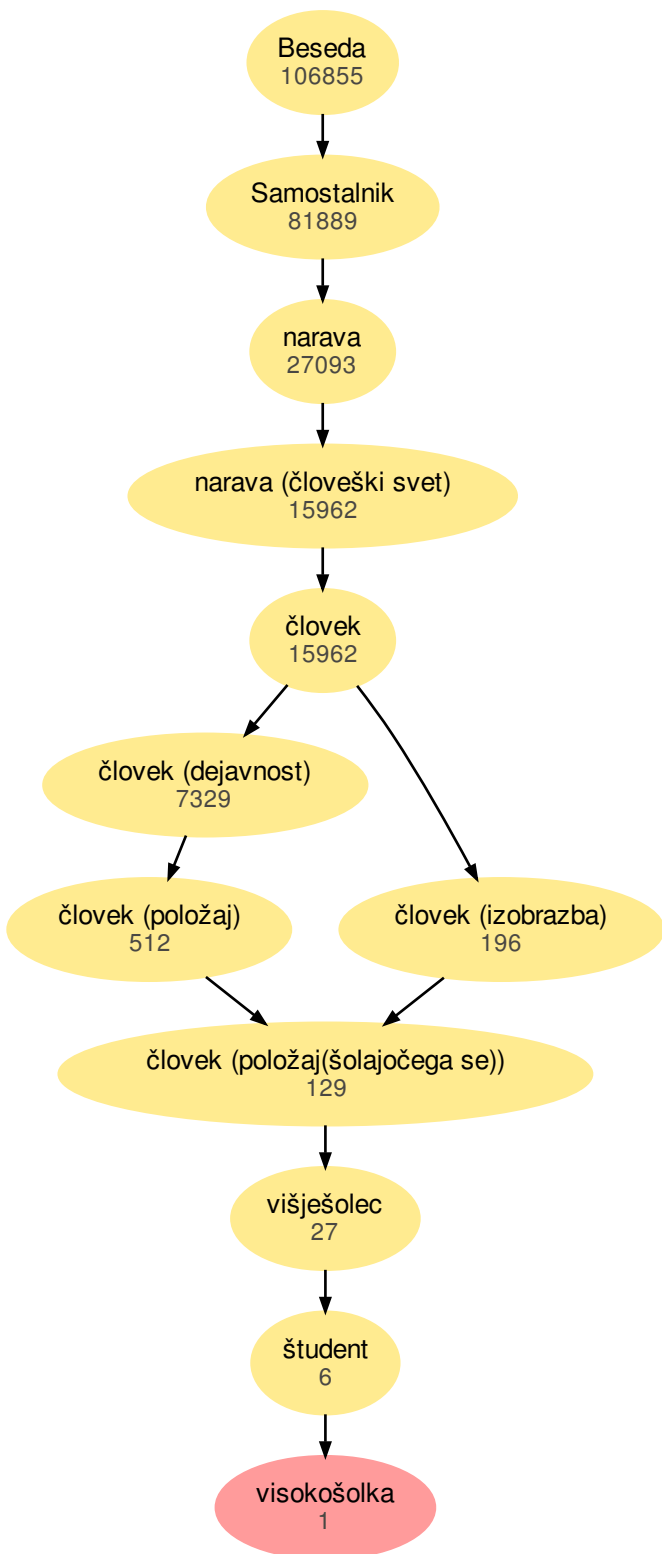 Beseda
106855
Samostalnik
81889
narava
27093
narava (človeški svet)
15962
človek
15962
človek (dejavnost)
7329
človek (položaj)
512
človek (izobrazba)
196
človek (položaj(šolajočega se))
129
višješolec
27
študent
6
visokošolka
1